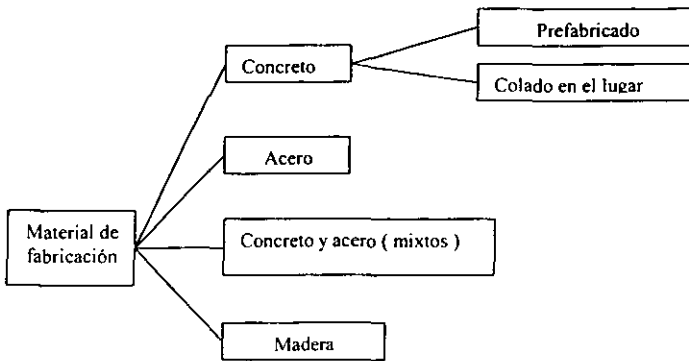 Prefabricado
Concreto
Colado en el lugar
Acero
Material de
fabricación
Concreto y acero ( mixtos )
Madera